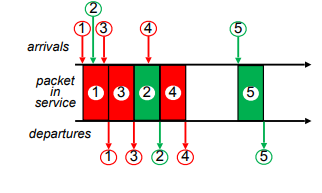 2
1 3 4 5
arrivals
packet
in
service
1 3 2 4 5
departures
1 3 2 4 5